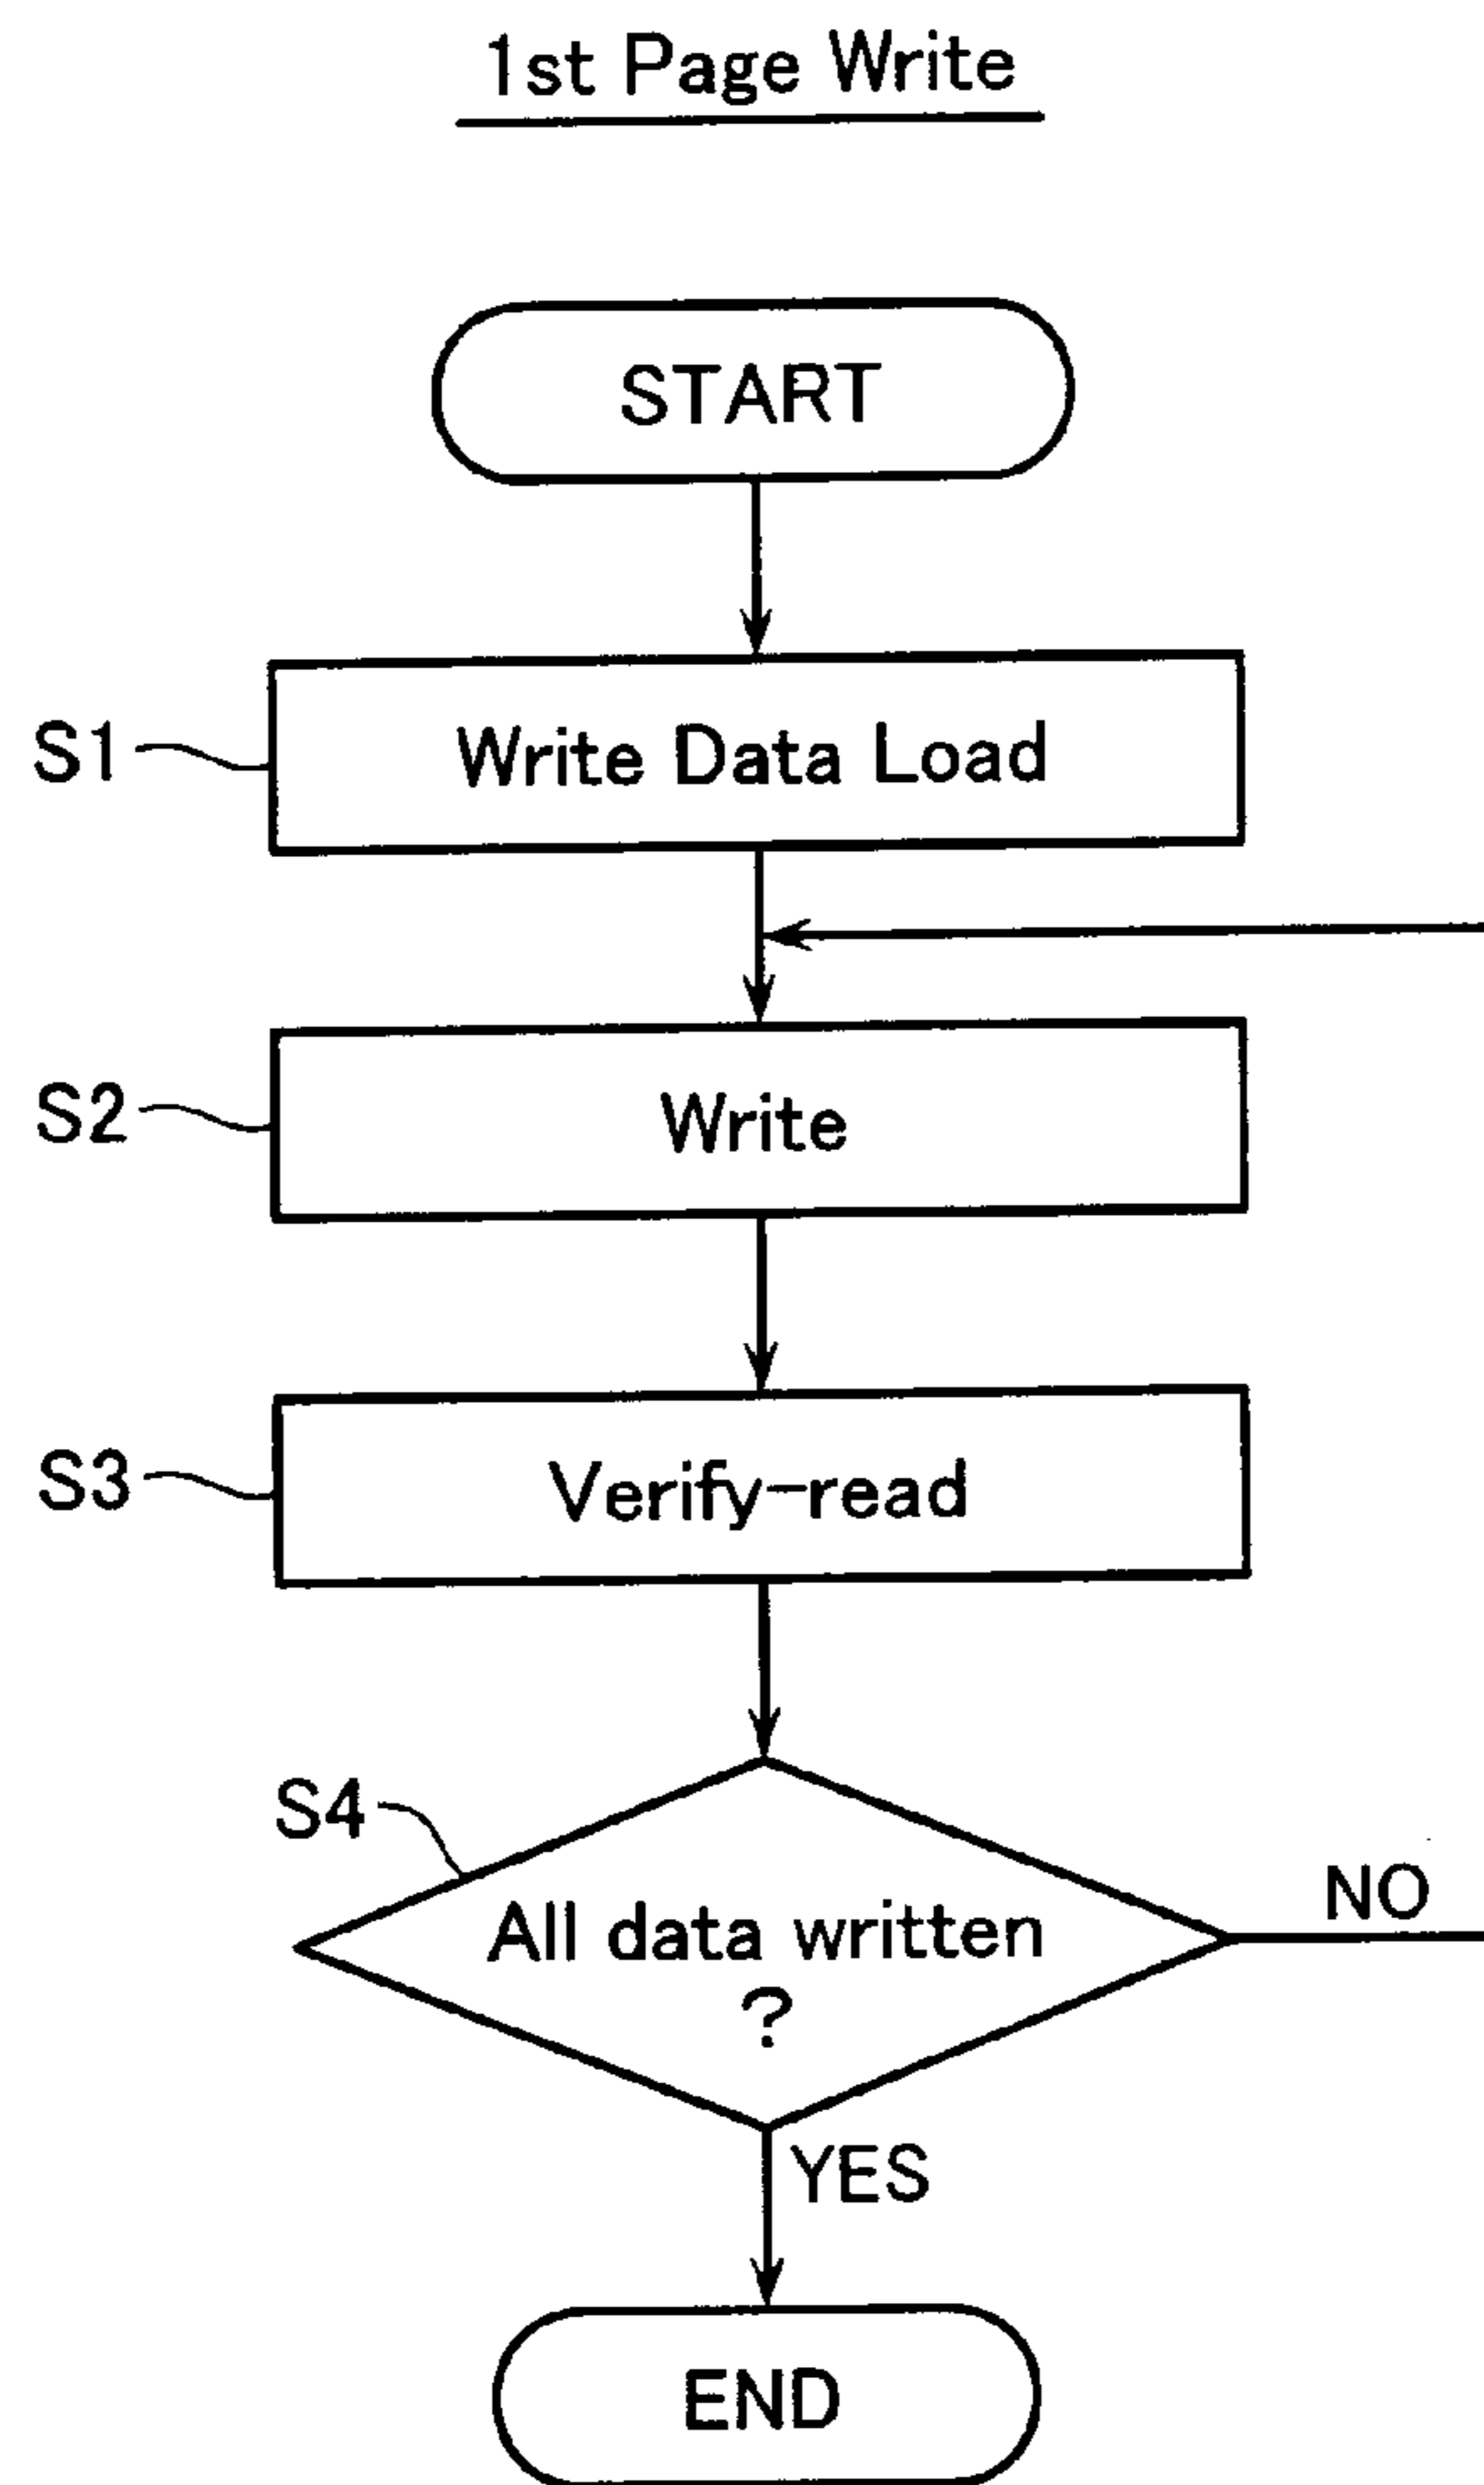 1st Page Write
START
S1
Write Data Load
S2
Write
S3
Verify-read
S4
All data written
?
NO
YES
END